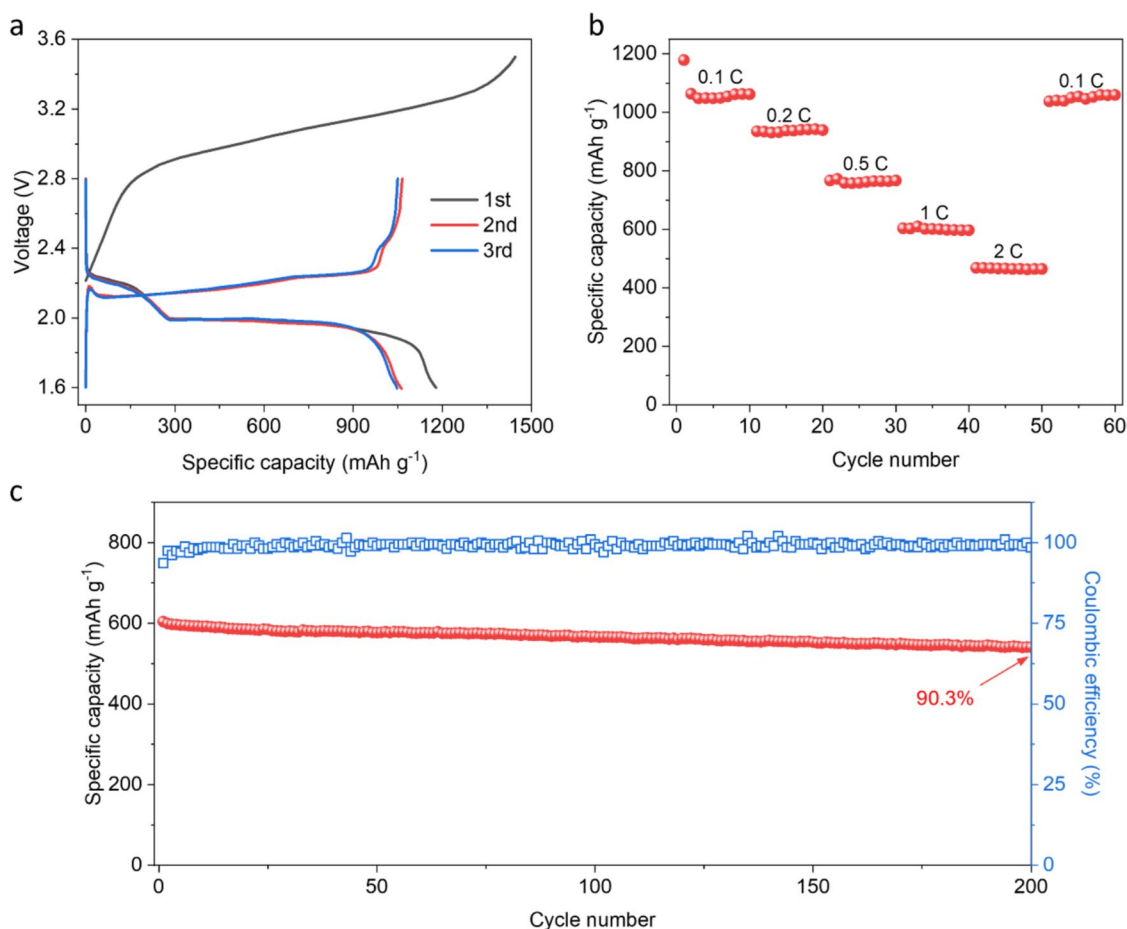 a
3.6
3.2
2.8
2.4
2.0
1.6
Voltage (V)
1st
2nd
3rd
0 300 600 900 1200 1500
Specific capacity (mAh g⁻¹)
b
1200
1000
800
600
400
200
0
Specific capacity (mAh g⁻¹)
0.1 C
0.2 C
0.5 C
1 C
2 C
0.1 C
0 10 20 30 40 50 60
Cycle number
c
800
600
400
200
0
Specific capacity (mAh g⁻¹)
90.3%
100
75
50
25
0
Coulombic efficiency (%)
0 50 100 150 200
Cycle number